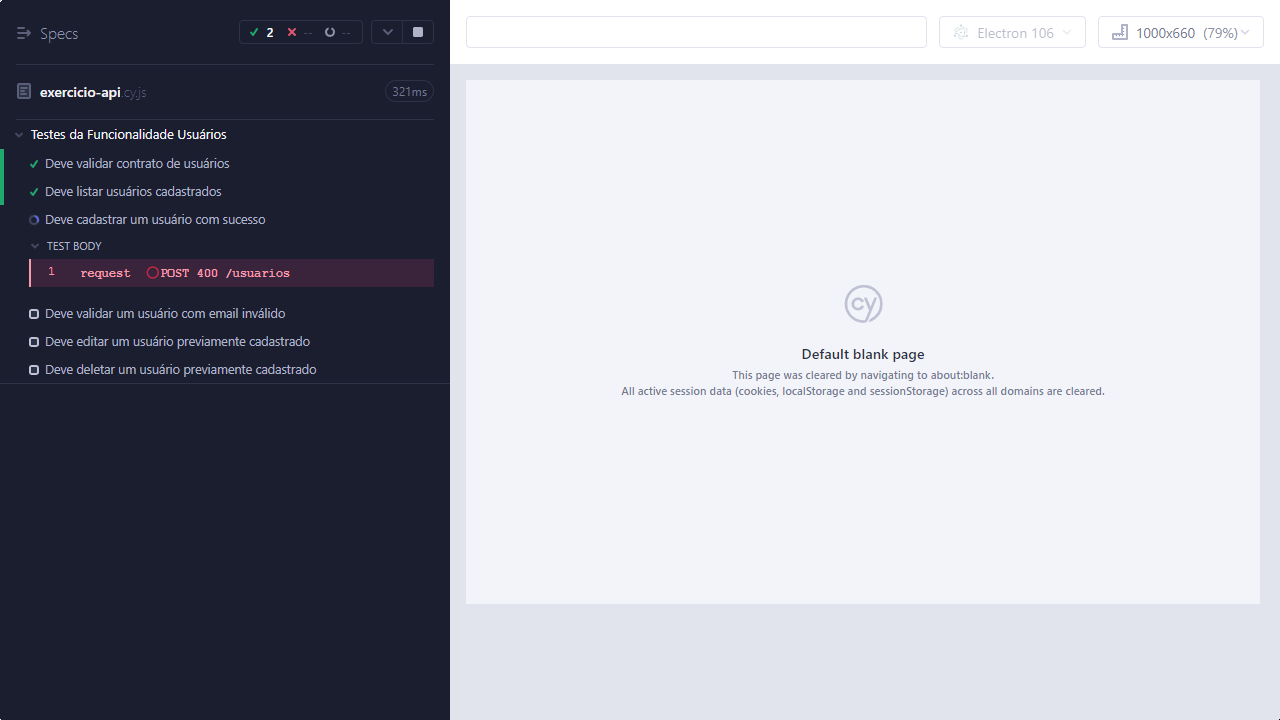 Specs
2 -- --
exercicio-api.cy.js 321ms
Testes da Funcionalidade Usuários
Deve validar contrato de usuários
Deve listar usuários cadastrados
Deve cadastrar um usuário com sucesso
TEST BODY
1 request POST 400 /usuarios
Deve validar um usuário com email inválido
Deve editar um usuário previamente cadastrado
Deve deletar um usuário previamente cadastrado
Electron 106
1000x660 (79%)
cy
Default blank page
This page was cleared by navigating to about:blank.
All active session data (cookies, localStorage and sessionStorage) across all domains are cleared.